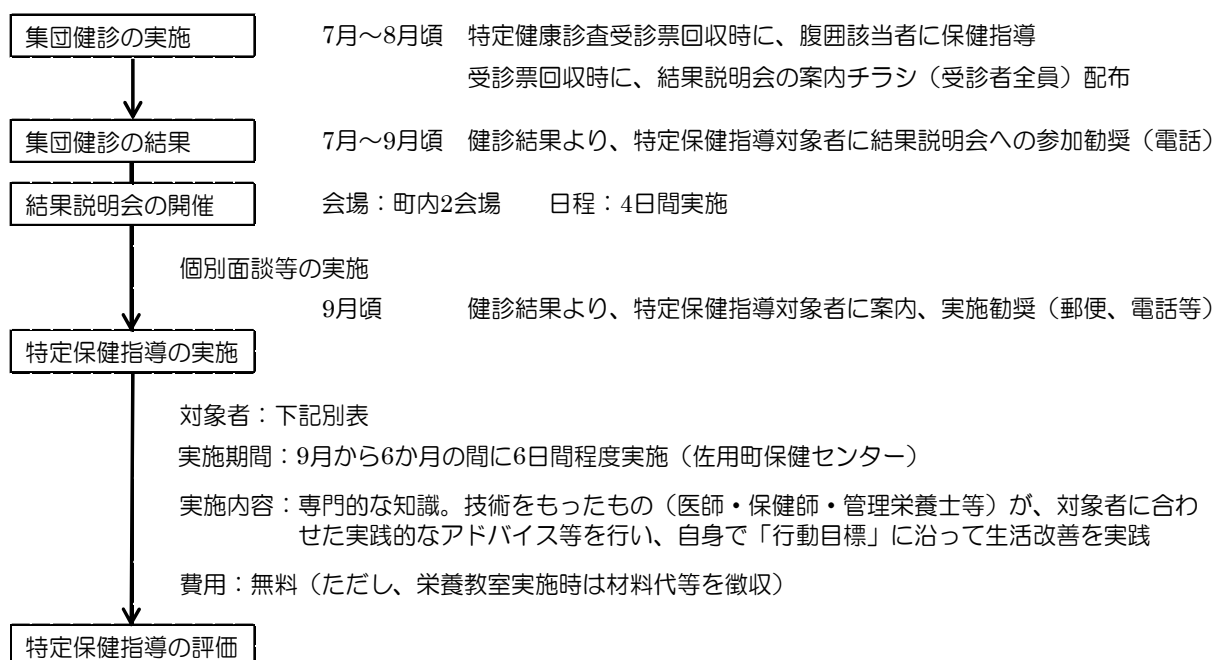 集団健診の実施 7月～8月頃 特定健康診査受診票回収時に、腹囲該当者に保健指導
受診票回収時に、結果説明会の案内チラシ（受診者全員）配布
集団健診の結果 7月～9月頃 健診結果より、特定保健指導対象者に結果説明会への参加勧奨（電話）
結果説明会の開催 会場：町内2会場 日程：4日間実施
個別面談等の実施
9月頃 健診結果より、特定保健指導対象者に案内、実施勧奨（郵便、電話等）
特定保健指導の実施
対象者：下記別表
実施期間：9月から6か月の間に6日間程度実施（佐用町保健センター）
実施内容：専門的な知識。技術をもったもの（医師・保健師・管理栄養士等）が、対象者に合わ
せた実践的なアドバイス等を行い、自身で「行動目標」に沿って生活改善を実践
費用：無料（ただし、栄養教室実施時は材料代等を徴収）
特定保健指導の評価